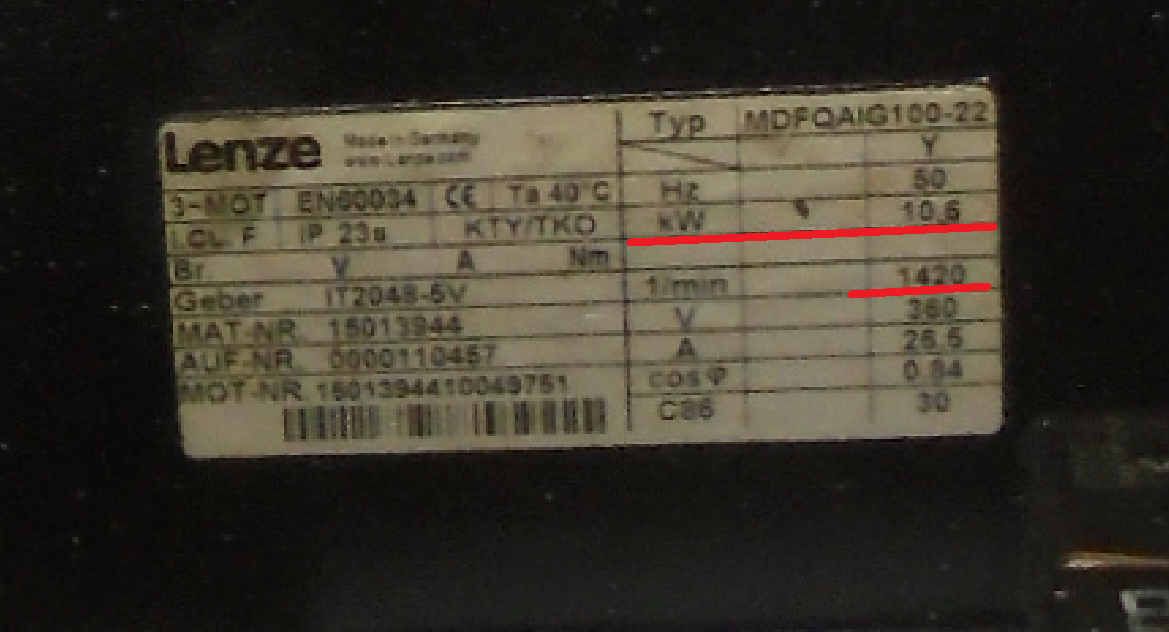 Lenze Made in Germany
www.Lenze.com
3~MOT EN60034 CE Ta 40°C
I.CL. F IP 23s KTY/TKO
Br. V A Nm
Geber IT2048-5V
MAT-NR. 15013944
AUF-NR. 0000110457
MOT-NR. 1501394410049751
Typ MDFQAIG100-22
Y
Hz 50
kW 10,6
1/min 1420
V 360
A 26,5
cos φ 0,84
C86 30